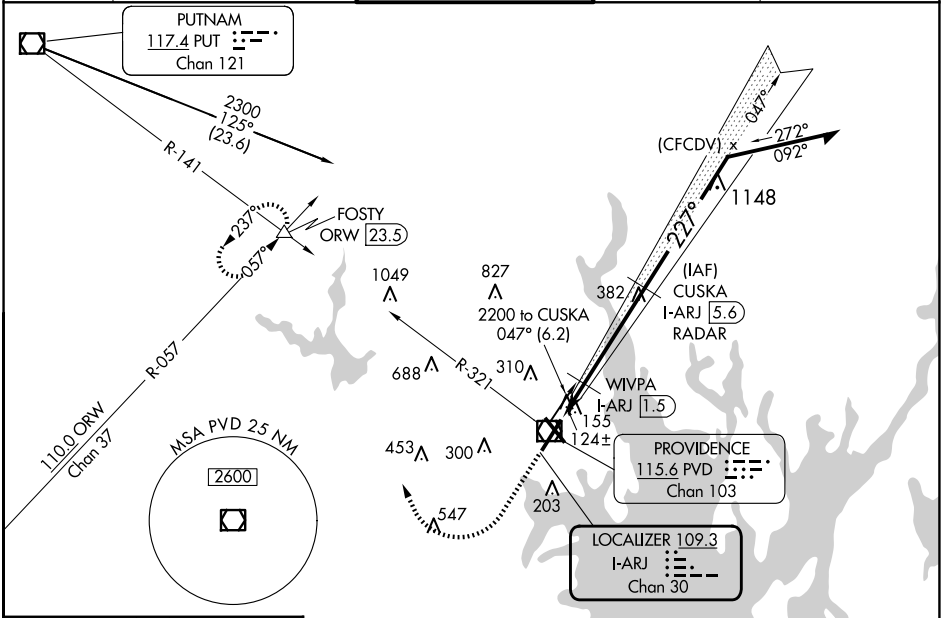 PUTNAM
117.4 PUT
Chan 121
2300
125°
(23.6)
R-141
047°
272°
092°
(CFCDV) x
1148
227°
237°
057°
FOSTY
ORW 23.5
1049
827
382
(IAF)
CUSKA
I-ARJ 5.6
RADAR
2200 to CUSKA
047° (6.2)
R-057
R-321
688
310
WIVPA
I-ARJ 1.5
155
124±
110.0 ORW
Chan 37
MSA PVD 25 NM
2600
453
300
PROVIDENCE
115.6 PVD
Chan 103
203
547
LOCALIZER 109.3
I-ARJ
Chan 30